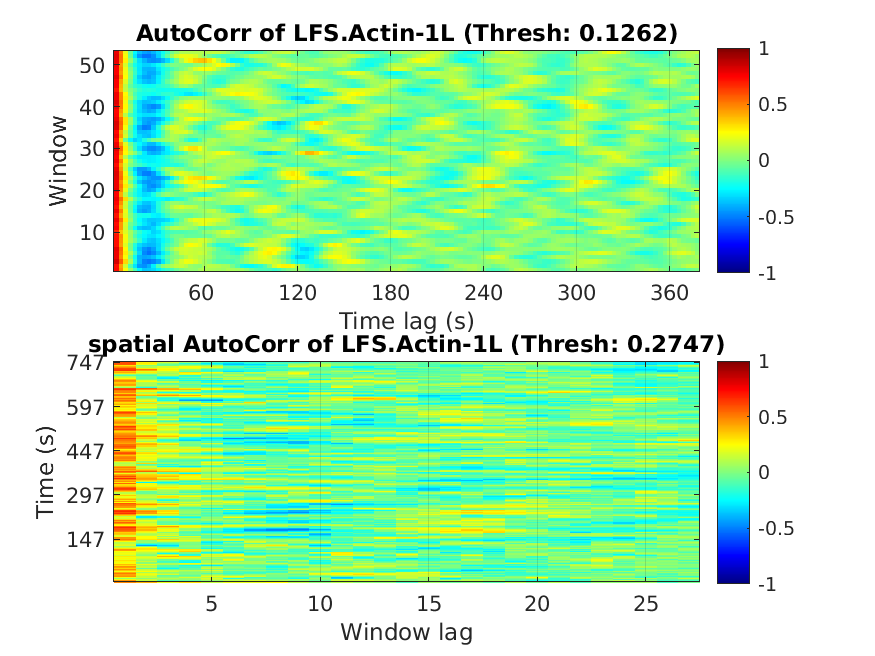 AutoCorr of LFS.Actin-1L (Thresh: 0.1262)
50
40
30
20
10
Window
60 120 180 240 300 360
Time lag (s)
1
0.5
0
-0.5
-1
spatial AutoCorr of LFS.Actin-1L (Thresh: 0.2747)
747
597
447
297
147
Time (s)
5 10 15 20 25
Window lag
1
0.5
0
-0.5
-1